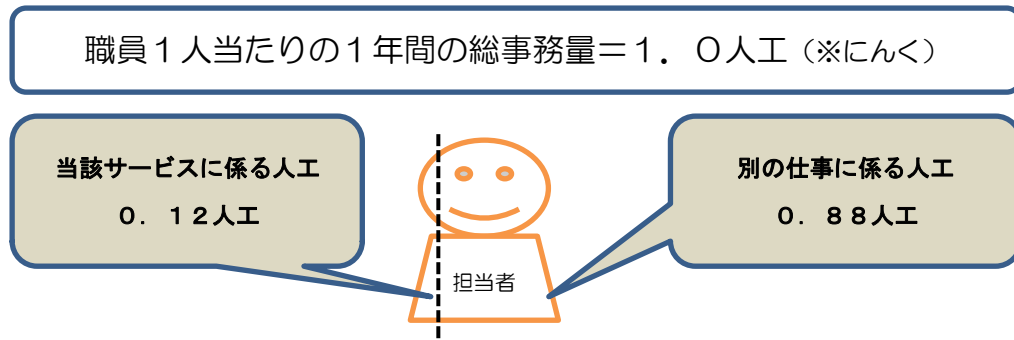 職員１人当たりの１年間の総事務量＝１．０人工（※にんく）
当該サービスに係る人工
０．１２人工
別の仕事に係る人工
０．８８人工
担当者